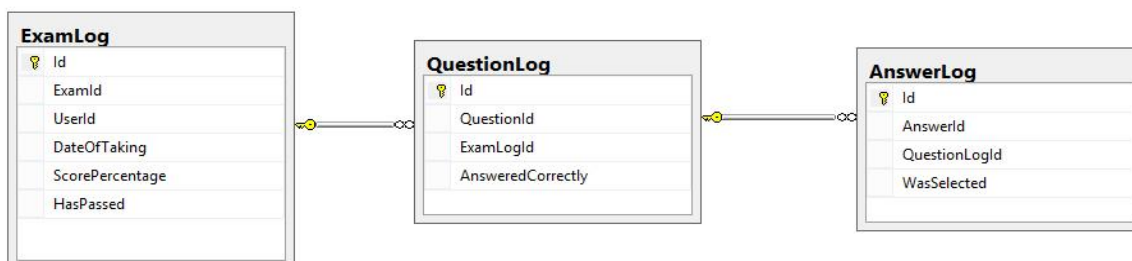 ExamLog
Id
ExamId
UserId
DateOfTaking
ScorePercentage
HasPassed
QuestionLog
Id
QuestionId
ExamLogId
AnsweredCorrectly
AnswerLog
Id
AnswerId
QuestionLogId
WasSelected